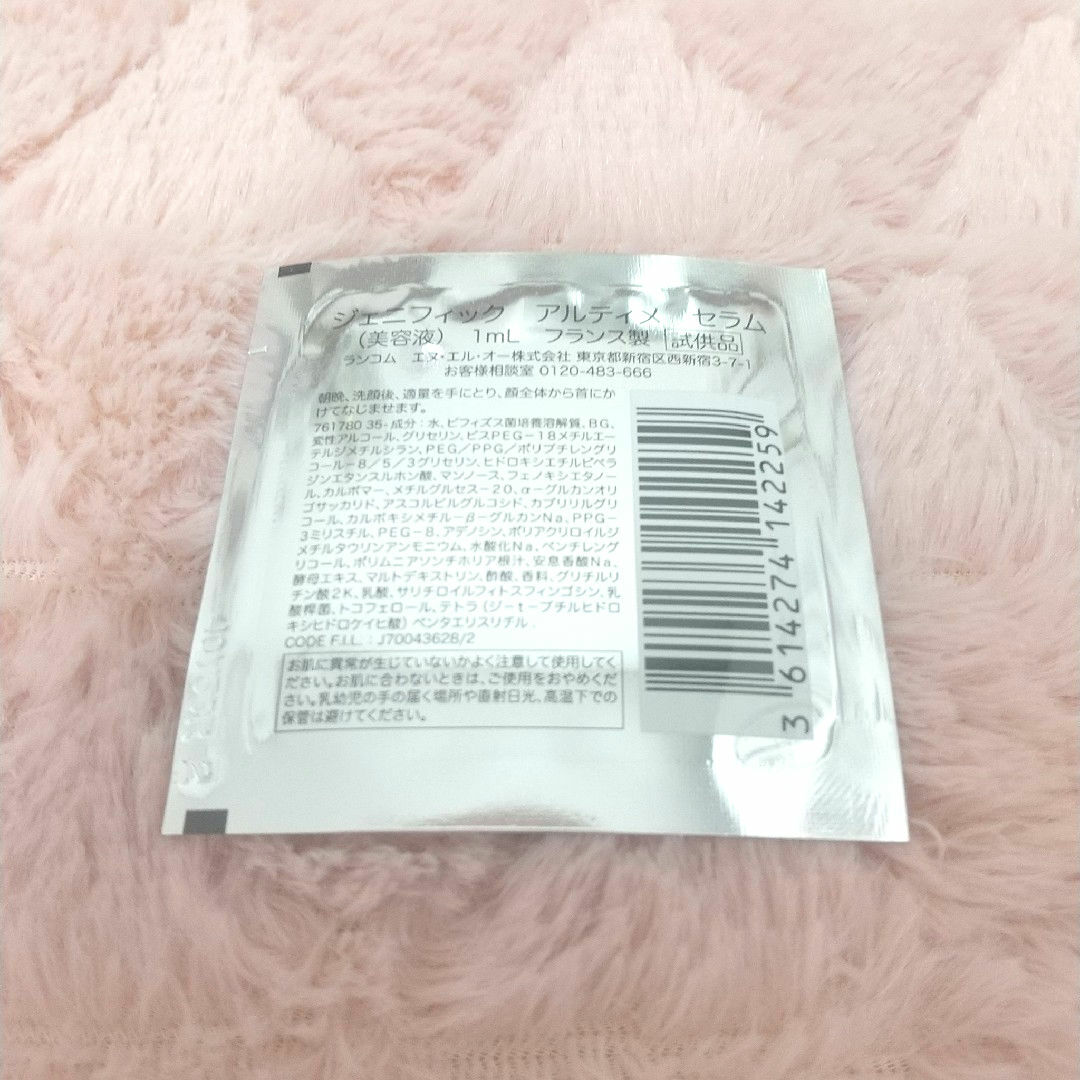 ジェニフィック アルティメ セラム
(美容液) 1mL フランス製 試供品
ランコム エヌ・エル・オー株式会社 東京都新宿区西新宿3-7-1
お客様相談室 0120-483-666
朝晩、洗顔後、適量を手にとり、顔全体から首にか
けてなじませます。
761780 35-成分:水、ビフィズス菌培養溶解質、BG、
変性アルコール、グリセリン、ビスPEG-18メチルエー
テルジメチルシラン、PEG/PPG/ポリブチレングリ
コール-8/5/3グリセリン、ヒドロキシエチルピペラ
ジンエタンスルホン酸、マンノース、フェノキシエタノー
ル、カルボマー、メチルグルセス-20、α-グルカンオリ
ゴサッカリド、アスコルビルグルコシド、カプリリルグリ
コール、カルボキシメチル-β-グルカンNa、PPG-
3ミリスチル、PEG-8、アデノシン、ポリアクリロイルジ
メチルタウリンアンモニウム、水酸化Na、ペンチレング
リコール、ポリムニアソンチホリア根汁、安息香酸Na、
酵母エキス、マルトデキストリン、酢酸、香料、グリチルリ
チン酸2K、乳酸、サリチロイルフィトスフィンゴシン、乳
酸桿菌、トコフェロール、テトラ(ジ-t-ブチルヒドロ
キシヒドロケイヒ酸)ペンタエリスリチル.
CODE F.I.L. : J70043628/2
お肌に異常が生じていないかよく注意して使用してく
ださい。お肌に合わないときは、ご使用をおやめくだ
さい。乳幼児の手の届く場所や直射日光、高温下での
保管は避けてください。
3 614274 142259